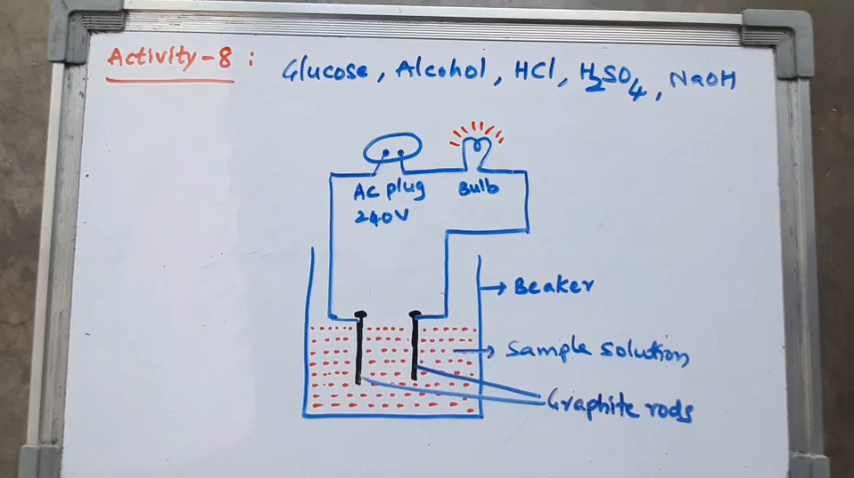 Activity-8 : Glucose, Alcohol, HCl, H₂SO₄, NaOH
AC plug
240V
Bulb
Beaker
Sample solution
Graphite rods